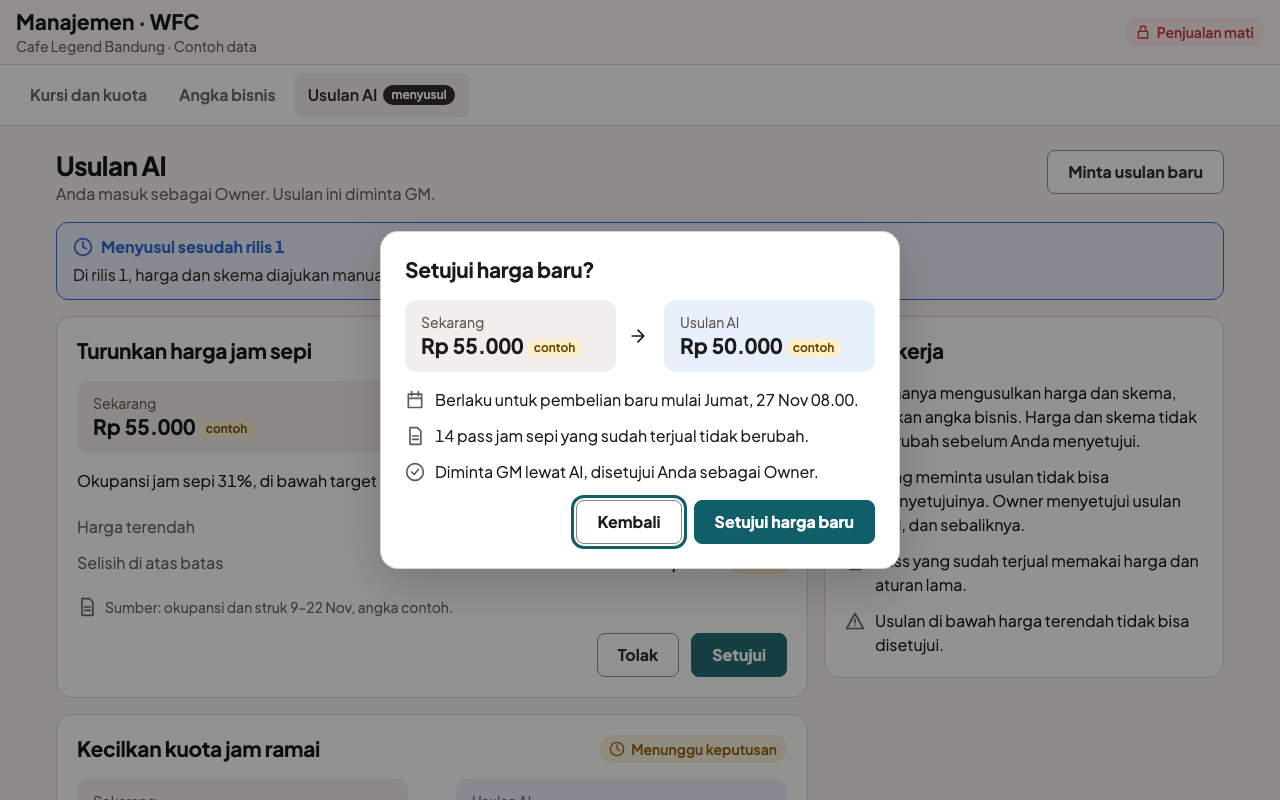 Manajemen · WFC
Cafe Legend Bandung · Contoh data
Penjualan mati
Kursi dan kuota
Angka bisnis
Usulan AI menyusul
Usulan AI
Anda masuk sebagai Owner. Usulan ini diminta GM.
Minta usulan baru
Menyusul sesudah rilis 1
Di rilis 1, harga dan skema diajukan manua
Setujui harga baru?
Sekarang
Rp 55.000 contoh
Usulan AI
Rp 50.000 contoh
Berlaku untuk pembelian baru mulai Jumat, 27 Nov 08.00.
14 pass jam sepi yang sudah terjual tidak berubah.
Diminta GM lewat AI, disetujui Anda sebagai Owner.
Kembali
Setujui harga baru
Turunkan harga jam sepi
Sekarang
Rp 55.000 contoh
Okupansi jam sepi 31%, di bawah target
Harga terendah
Selisih di atas batas
Sumber: okupansi dan struk 9–22 Nov, angka contoh.
Tolak
Setujui
kerja
mengusulkan harga dan skema,
angka bisnis. Harga dan skema tidak
sebelum Anda menyetujui.
meminta usulan tidak bisa
Owner menyetujui usulan
, dan sebaliknya.
yang sudah terjual memakai harga dan
aturan lama.
Usulan di bawah harga terendah tidak bisa
disetujui.
Kecilkan kuota jam ramai
Menunggu keputusan
Sekarang
Usulan AI